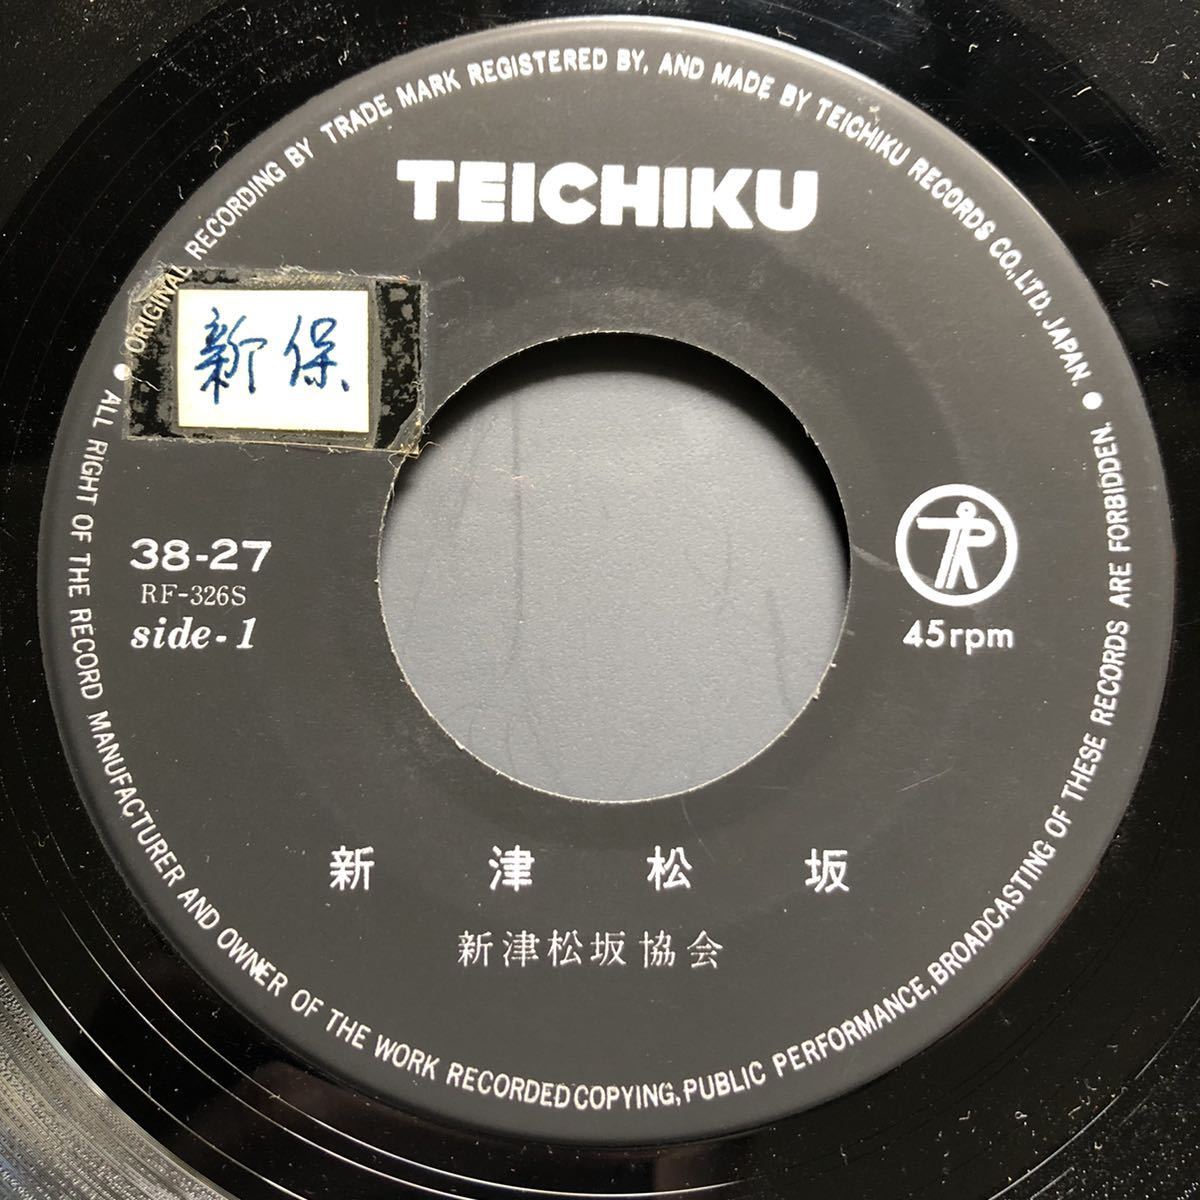 • ORIGINAL RECORDING BY TRADE MARK REGISTERED BY, AND MADE BY TEICHIKU RECORDS CO., LTD. JAPAN. •
TEICHIKU
新保
38-27
RF-326S
side-1
TR
45rpm
新津松坂
新津松坂協会
ALL RIGHT OF THE RECORD MANUFACTURER AND OWNER OF THE WORK RECORDED COPYING, PUBLIC PERFORMANCE, BROADCASTING OF THESE RECORDS ARE FORBIDDEN.